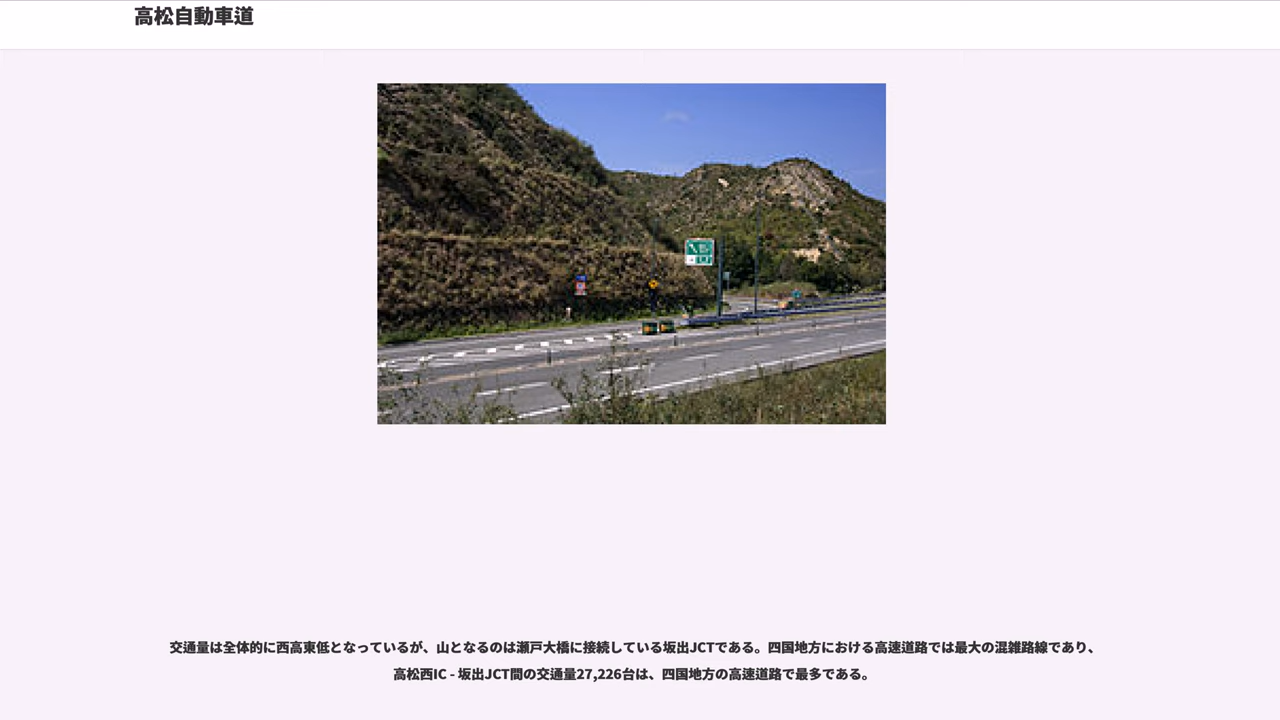 高松自動車道
交通量は全体的に西高東低となっているが、山となるのは瀬戸大橋に接続している坂出JCTである。四国地方における高速道路では最大の混雑路線であり、
高松西IC - 坂出JCT間の交通量27,226台は、四国地方の高速道路で最多である。